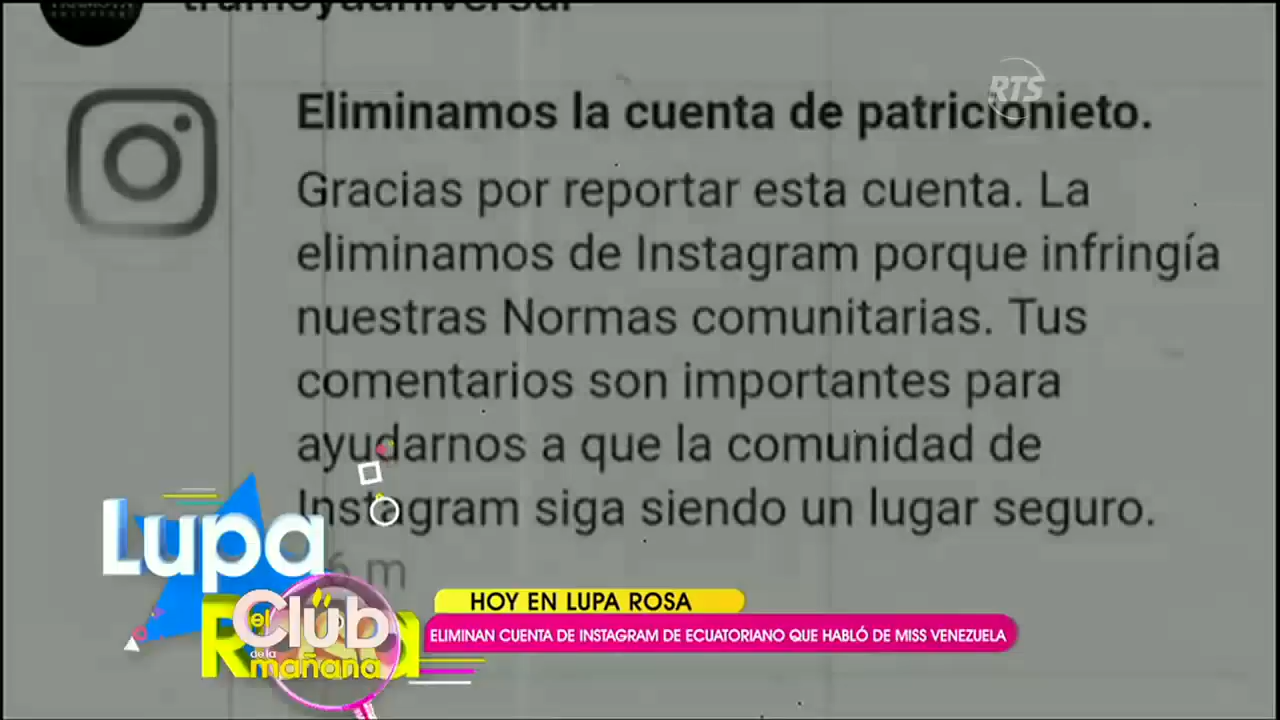 tramoyauniversal
RTS
Eliminamos la cuenta de patricionieto.
Gracias por reportar esta cuenta. La
eliminamos de Instagram porque infringía
nuestras Normas comunitarias. Tus
comentarios son importantes para
ayudarnos a que la comunidad de
Instagram siga siendo un lugar seguro.
6 m
Lupa
el Club
de la
mañana
HOY EN LUPA ROSA
ELIMINAN CUENTA DE INSTAGRAM DE ECUATORIANO QUE HABLÓ DE MISS VENEZUELA